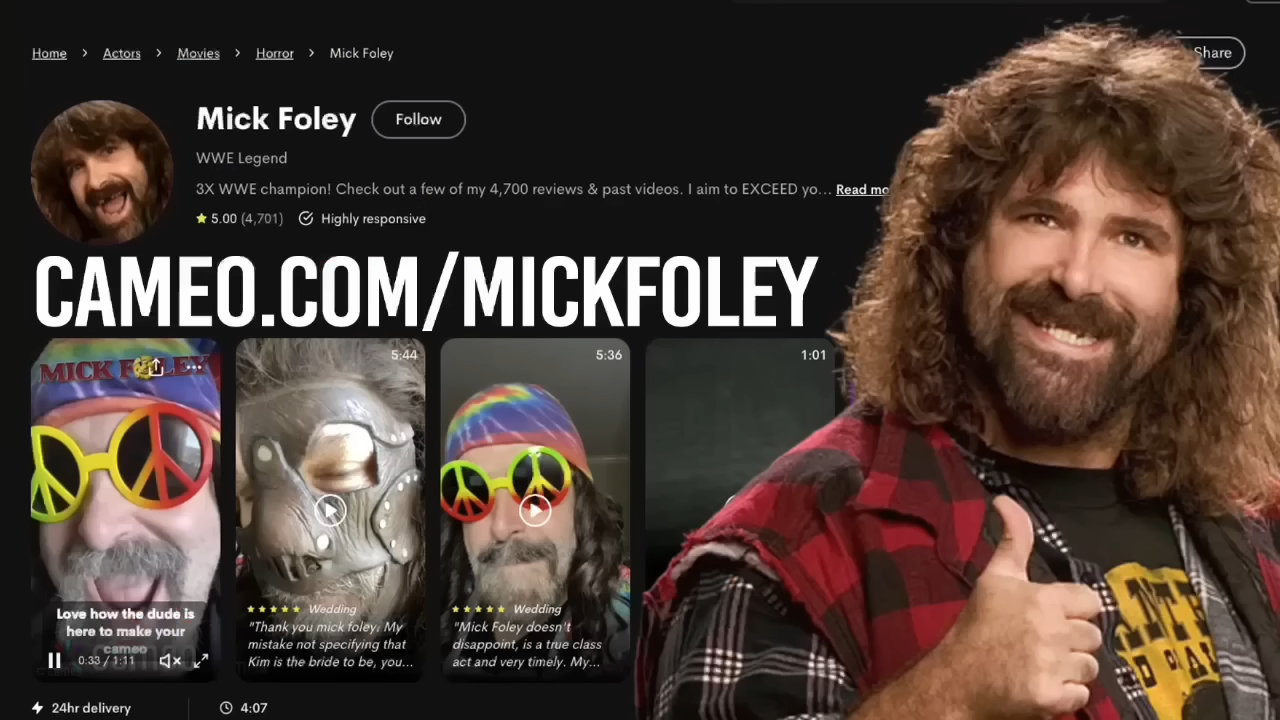 Home > Actors > Movies > Horror > Mick Foley
Share
Mick Foley
Follow
WWE Legend
3X WWE champion! Check out a few of my 4,700 reviews & past videos. I aim to EXCEED yo... Read mo
5.00 (4,701)
Highly responsive
CAMEO.COM/MICKFOLEY
MICK FOLEY
Love how the dude is
here to make your
cameo
0:33 / 1:11
5:44
Wedding
"Thank you mick foley. My
mistake not specifying that
Kim is the bride to be, you...
5:36
Wedding
"Mick Foley doesn't
disappoint, is a true class
act and very timely. My...
1:01
24hr delivery
4:07